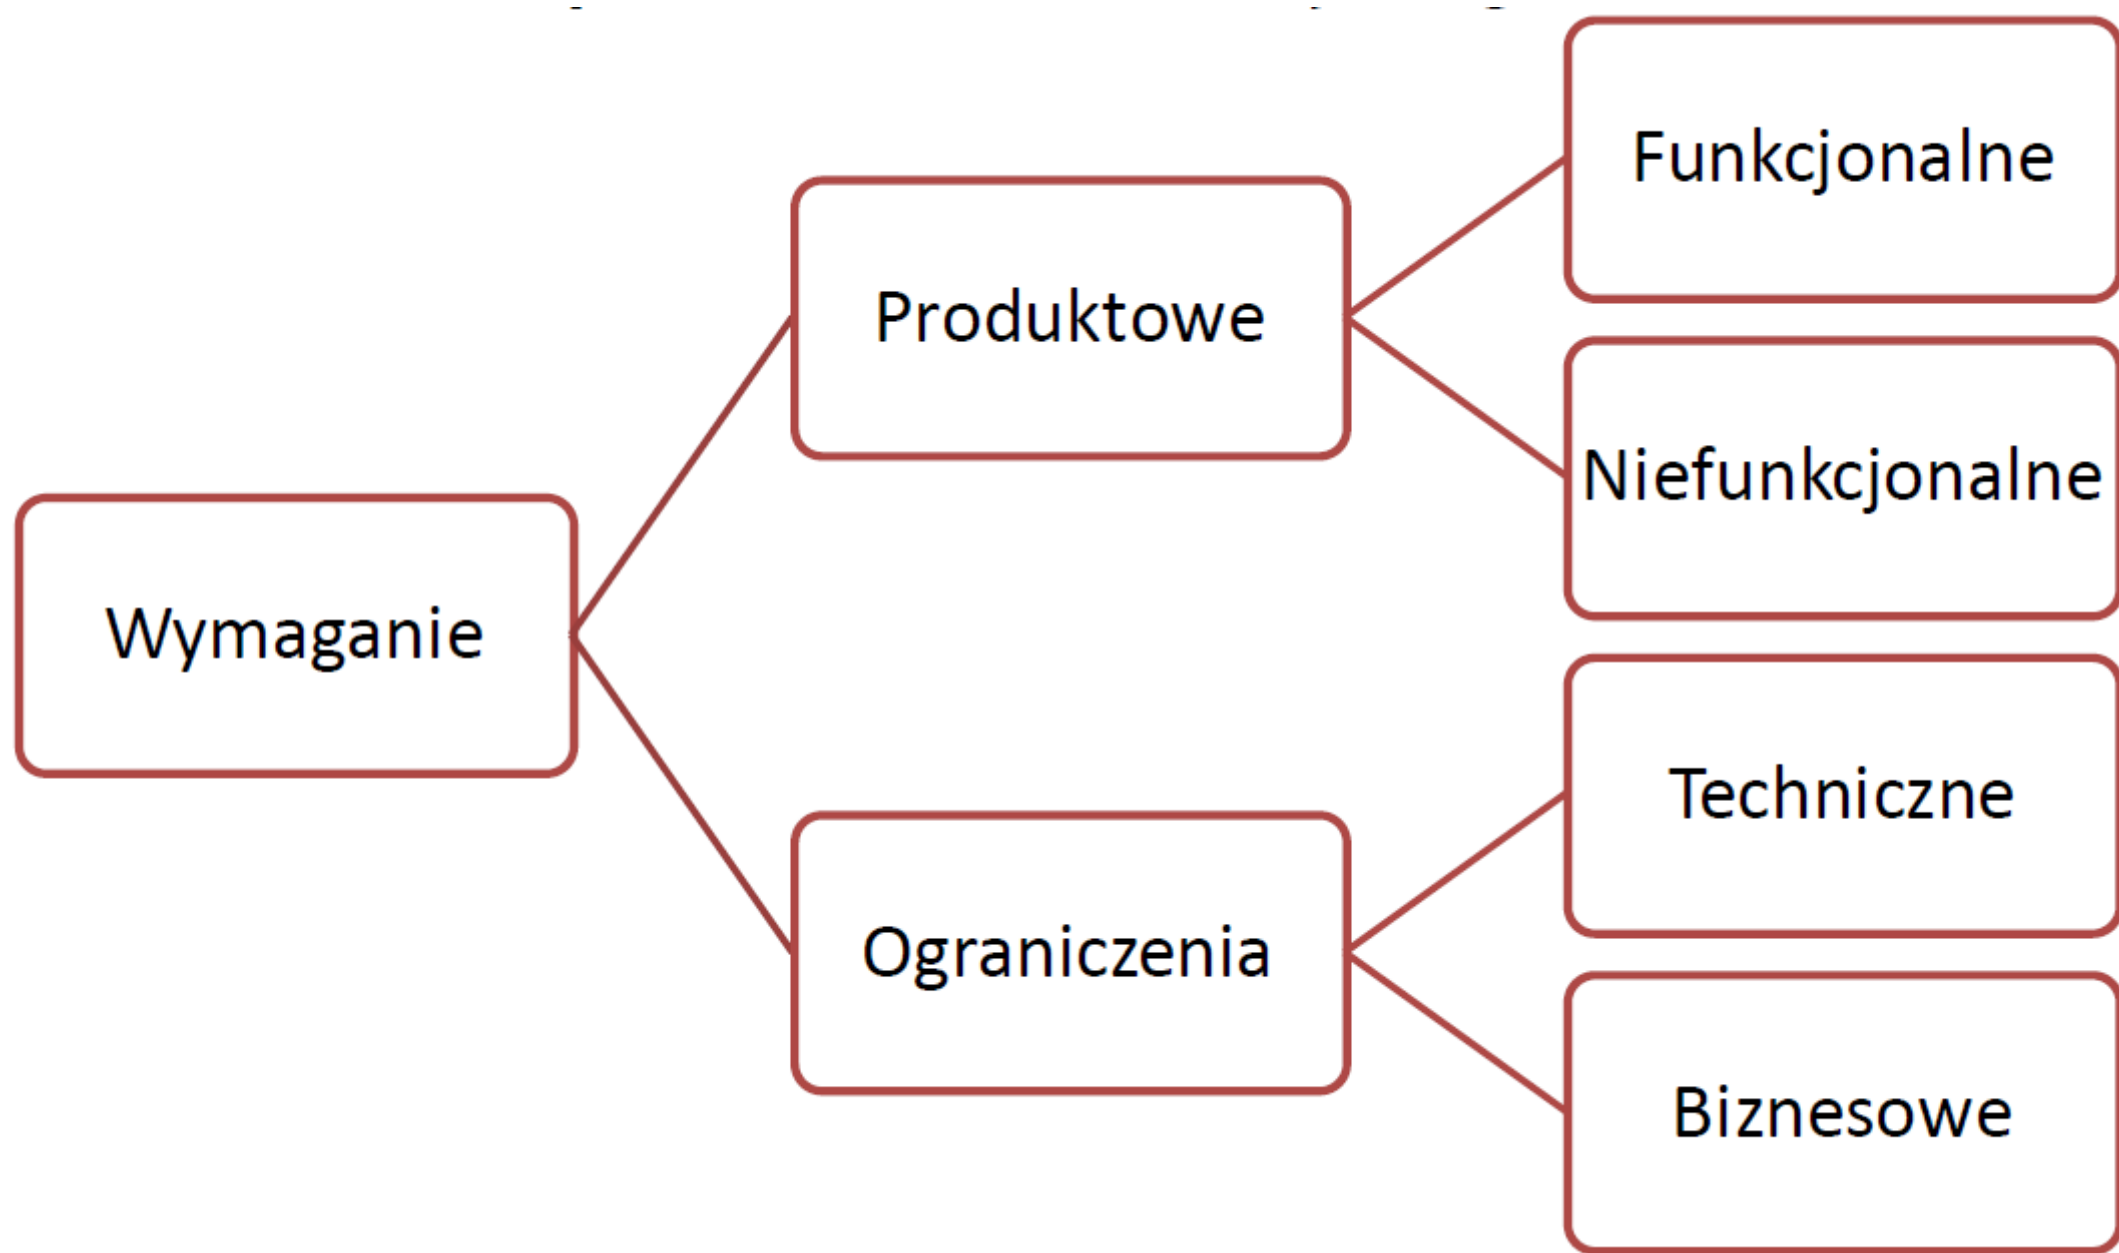 Wymaganie
Produktowe
Funkcjonalne
Niefunkcjonalne
Ograniczenia
Techniczne
Biznesowe